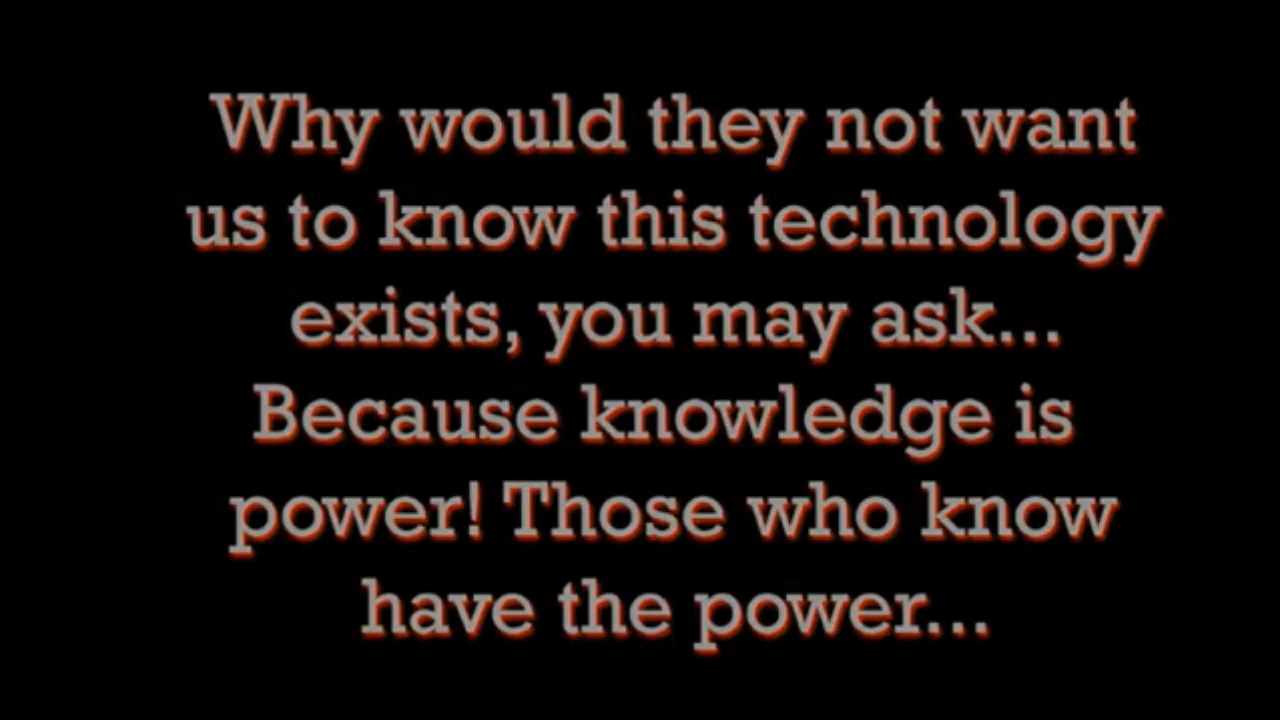 Why would they not want
us to know this technology
exists, you may ask...
Because knowledge is
power! Those who know
have the power...